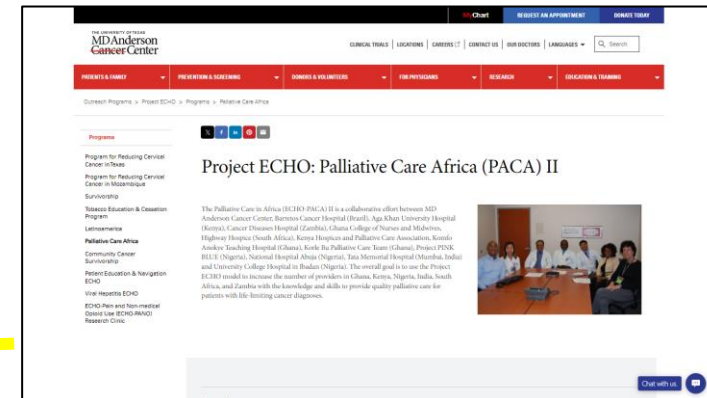 MyChart
REQUEST AN APPOINTMENT
DONATE TODAY
THE UNIVERSITY OF TEXAS
MD Anderson
Cancer Center
CLINICAL TRIALS | LOCATIONS | CAREERS | CONTACT US | OUR DOCTORS | LANGUAGES
Search
PATIENTS & FAMILY
PREVENTION & SCREENING
DONORS & VOLUNTEERS
FOR PHYSICIANS
RESEARCH
EDUCATION & TRAINING
Outreach Programs > Project ECHO > Programs > Palliative Care Africa
Programs
Program for Reducing Cervical
Cancer in Texas
Program for Reducing Cervical
Cancer in Mozambique
Survivorship
Tobacco Education & Cessation
Program
Latinoamerica
Palliative Care Africa
Community Cancer
Survivorship
Patient Education & Navigation
ECHO
Viral Hepatitis ECHO
ECHO-Pain and Non-medical
Opioid Use (ECHO-PANO)
Research Clinic
Project ECHO: Palliative Care Africa (PACA) II
The Palliative Care in Africa (ECHO-PACA) II is a collaborative effort between MD
Anderson Cancer Center, Barretos Cancer Hospital (Brazil), Aga Khan University Hospital
(Kenya), Cancer Diseases Hospital (Zambia), Ghana College of Nurses and Midwives,
Highway Hospice (South Africa), Kenya Hospices and Palliative Care Association, Komfo
Anokye Teaching Hospital (Ghana), Korle Bu Palliative Care Team (Ghana), Project PINK
BLUE (Nigeria), National Hospital Abuja (Nigeria), Tata Memorial Hospital (Mumbai, India)
and University College Hospital in Ibadan (Nigeria). The overall goal is to use the Project
ECHO model to increase the number of providers in Ghana, Kenya, Nigeria, India, South
Africa, and Zambia with the knowledge and skills to provide quality palliative care for
patients with life-limiting cancer diagnoses.
Chat with us